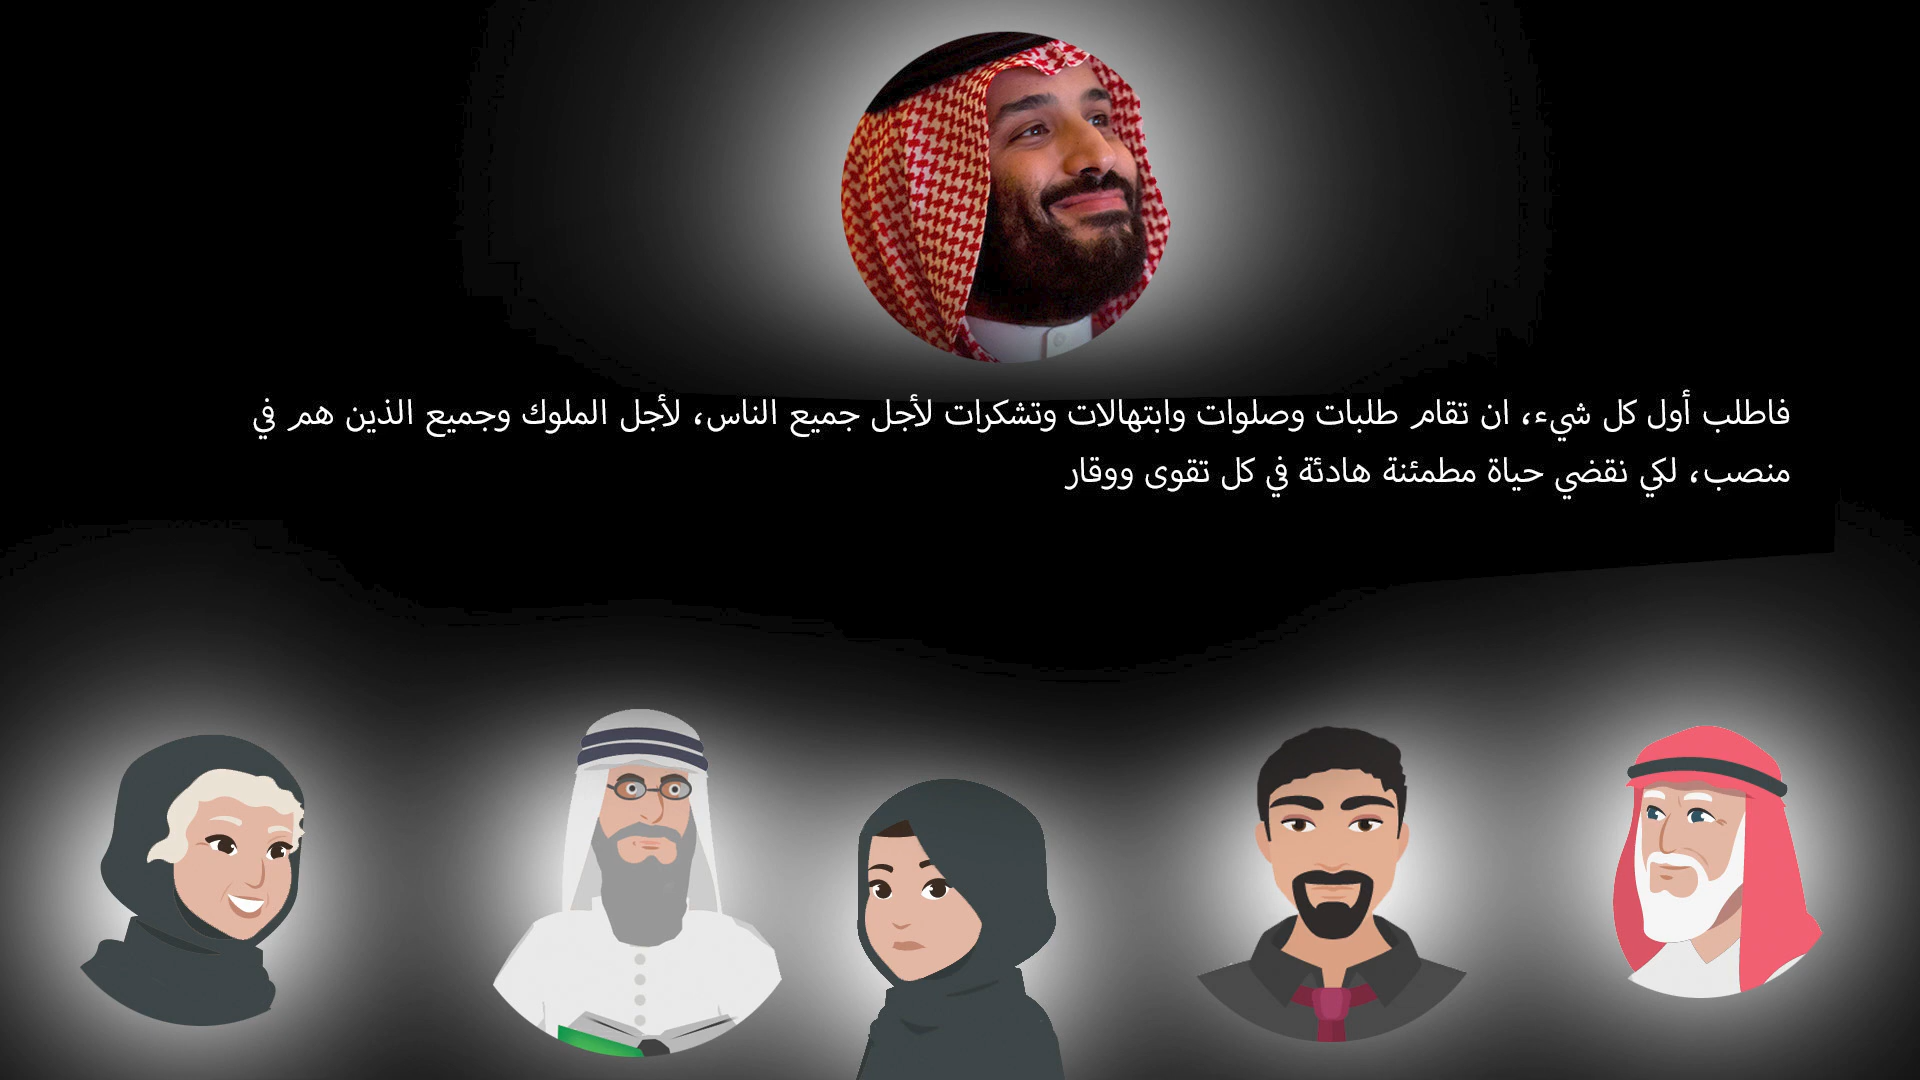 فاطلب أول كل شيء، ان تقام طلبات وصلوات وابتهالات وتشكرات لأجل جميع الناس، لأجل الملوك وجميع الذين هم في
منصب، لكي نقضي حياة مطمئنة هادئة في كل تقوى ووقار